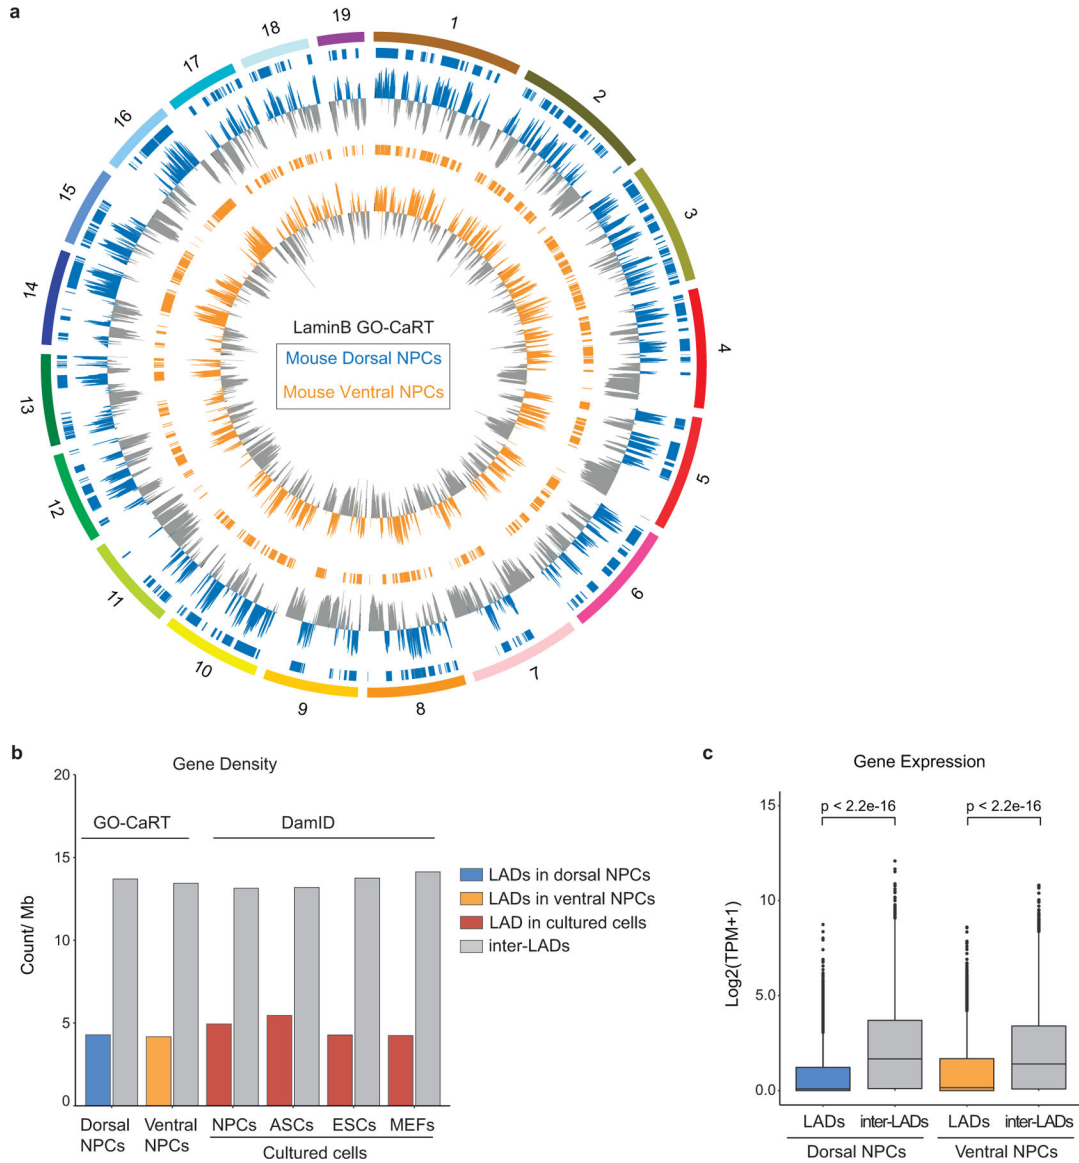 a
1
2
3
4
5
6
7
8
9
10
11
12
13
14
15
16
17
18
19
LaminB GO-CaRT
Mouse Dorsal NPCs
Mouse Ventral NPCs
b
Gene Density
20
15
10
5
0
Count/ Mb
GO-CaRT
DamID
Dorsal NPCs
Ventral NPCs
NPCs
ASCs
ESCs
MEFs
Cultured cells
LADs in dorsal NPCs
LADs in ventral NPCs
LAD in cultured cells
inter-LADs
c
Gene Expression
15
10
5.0
0.0
Log2(TPM+1)
p < 2.2e-16
p < 2.2e-16
LADs
inter-LADs
LADs
inter-LADs
Dorsal NPCs
Ventral NPCs